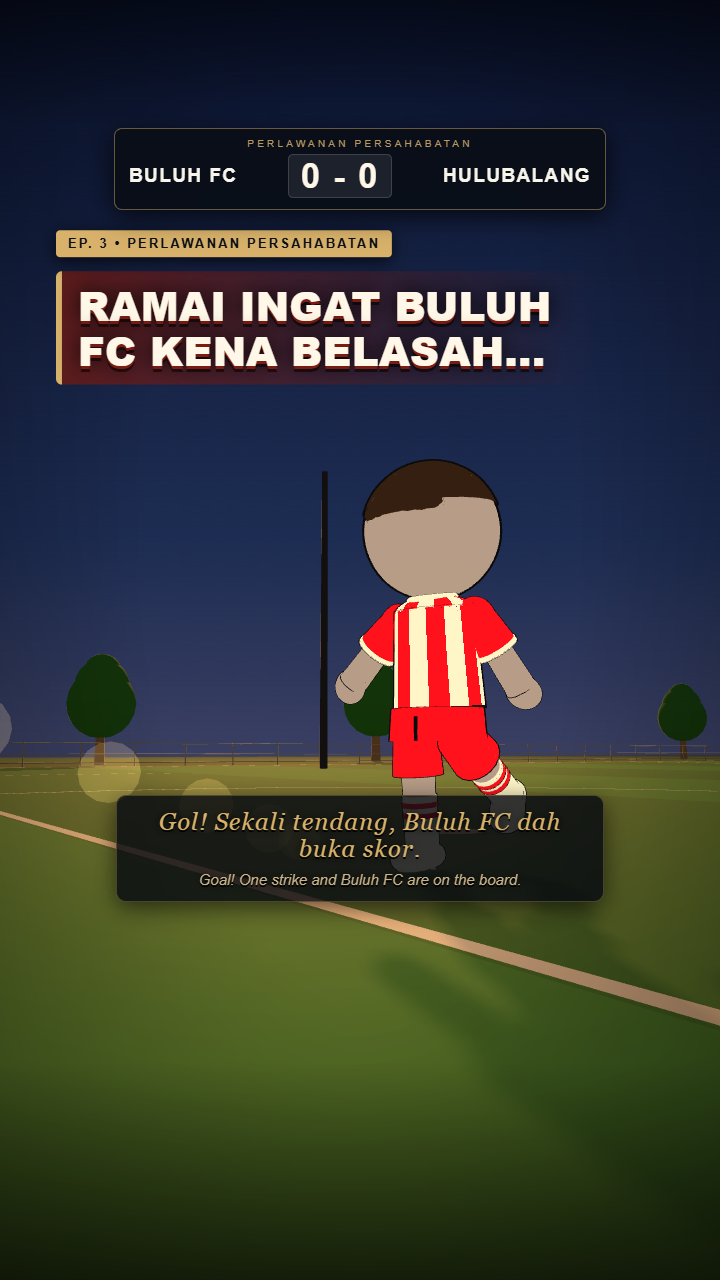 PERLAWANAN PERSAHABATAN
BULUH FC 0 - 0 HULUBALANG
EP. 3 • PERLAWANAN PERSAHABATAN
RAMAI INGAT BULUH
FC KENA BELASAH...
Gol! Sekali tendang, Buluh FC dah
buka skor.
Goal! One strike and Buluh FC are on the board.